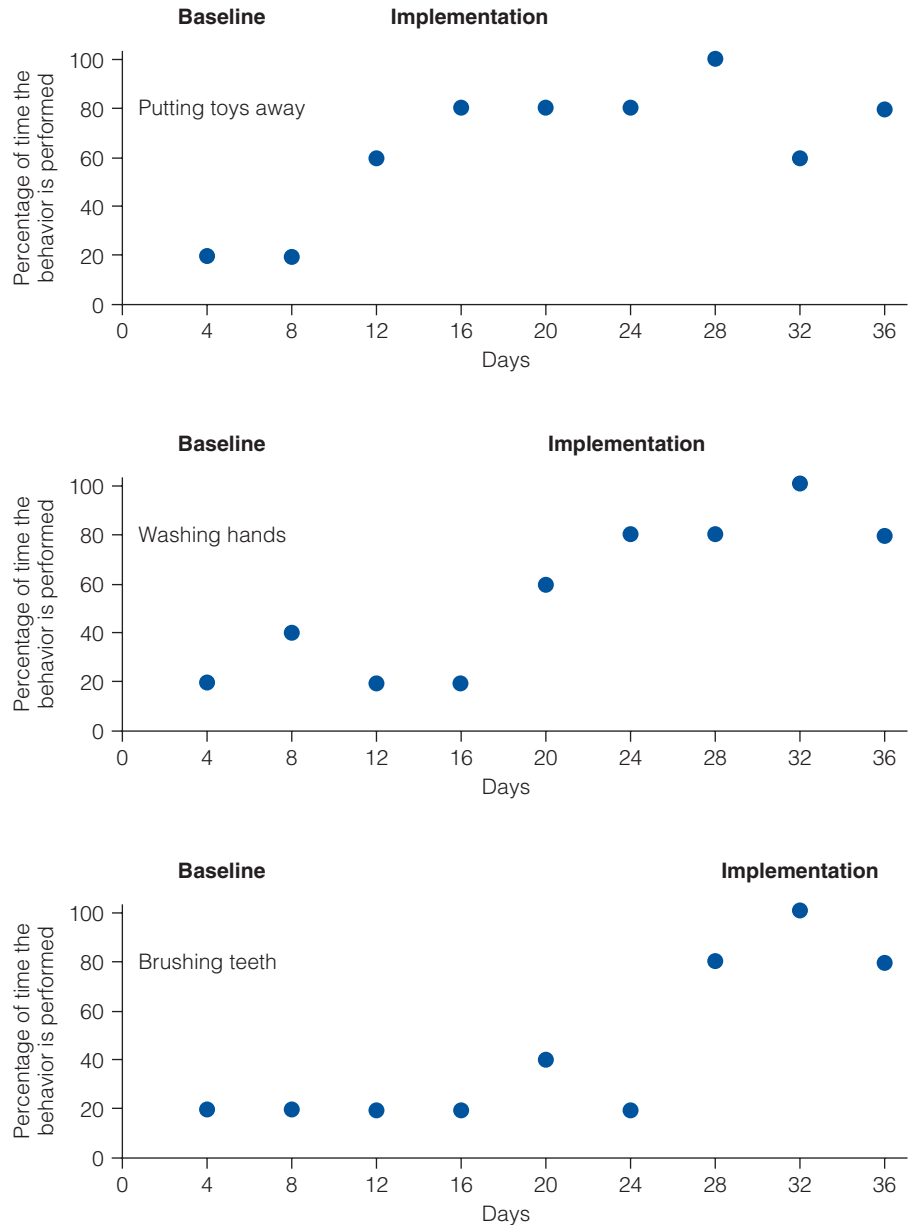 Baseline Implementation
Percentage of time the
behavior is performed
100
80
60
40
20
0
Putting toys away
0 4 8 12 16 20 24 28 32 36
Days
Baseline Implementation
Percentage of time the
behavior is performed
100
80
60
40
20
0
Washing hands
0 4 8 12 16 20 24 28 32 36
Days
Baseline Implementation
Percentage of time the
behavior is performed
100
80
60
40
20
0
Brushing teeth
0 4 8 12 16 20 24 28 32 36
Days